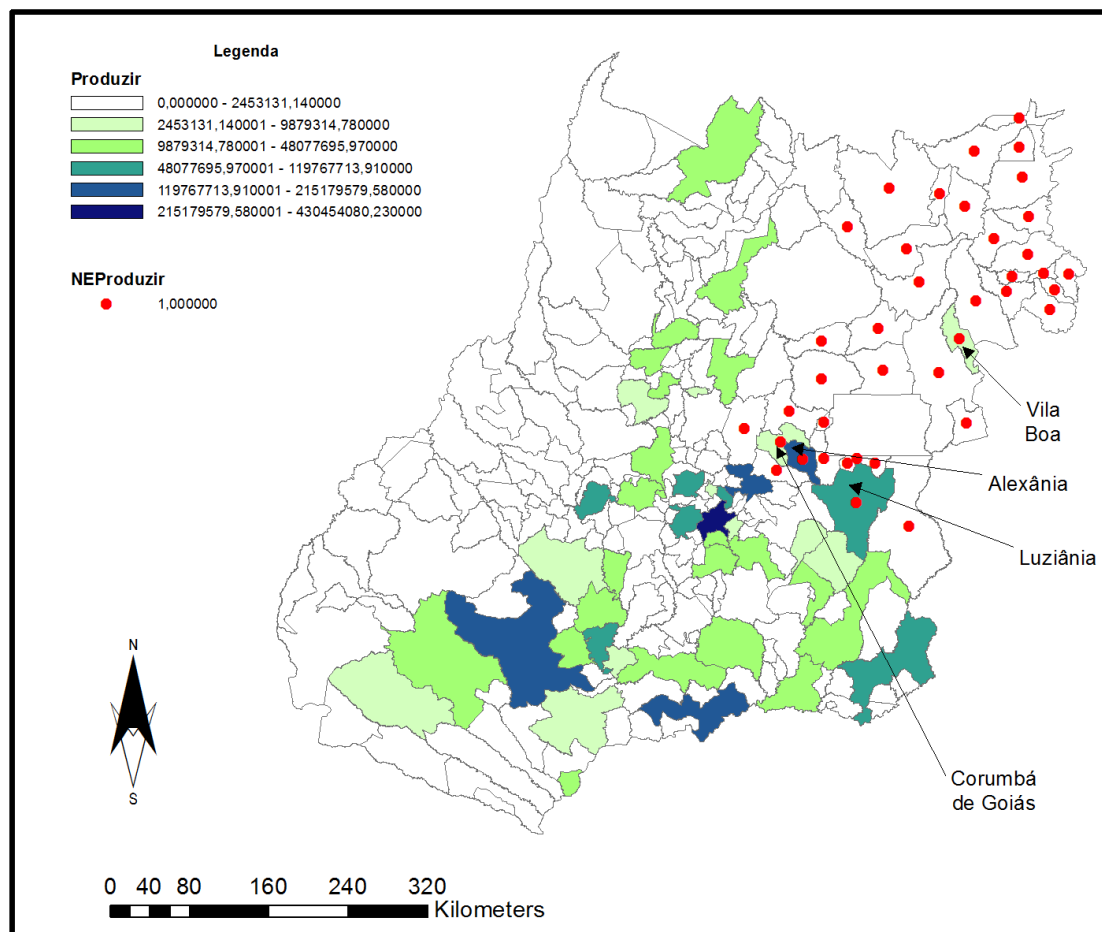 Legenda
Produzir
0,000000 - 2453131,140000
2453131,140001 - 9879314,780000
9879314,780001 - 48077695,970000
48077695,970001 - 119767713,910000
119767713,910001 - 215179579,580000
215179579,580001 - 430454080,230000
NEProduzir
1,000000
Vila
Boa
Alexânia
Luziânia
Corumbá
de Goiás
N
S
0 40 80 160 240 320
Kilometers